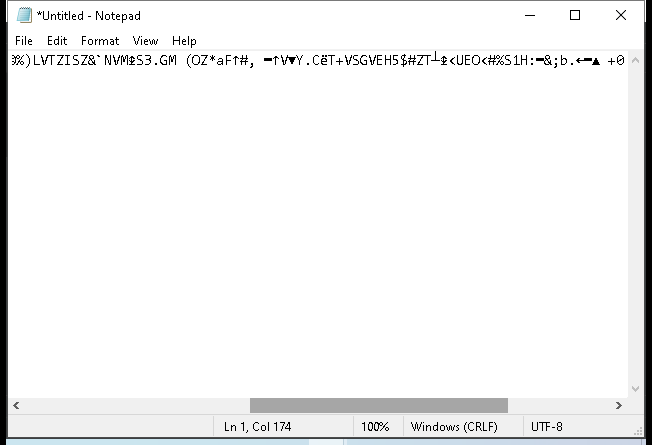 *Untitled - Notepad
File Edit Format View Help
%)LVTZISZ&`NVM‡S3.GM (OZ*aF↑#, ━↑V▼Y.CëT+VSGVEH5$#ZT┴‡<UEO<#%S1H:━&;b.←━▲ +0
Ln 1, Col 174 100% Windows (CRLF) UTF-8